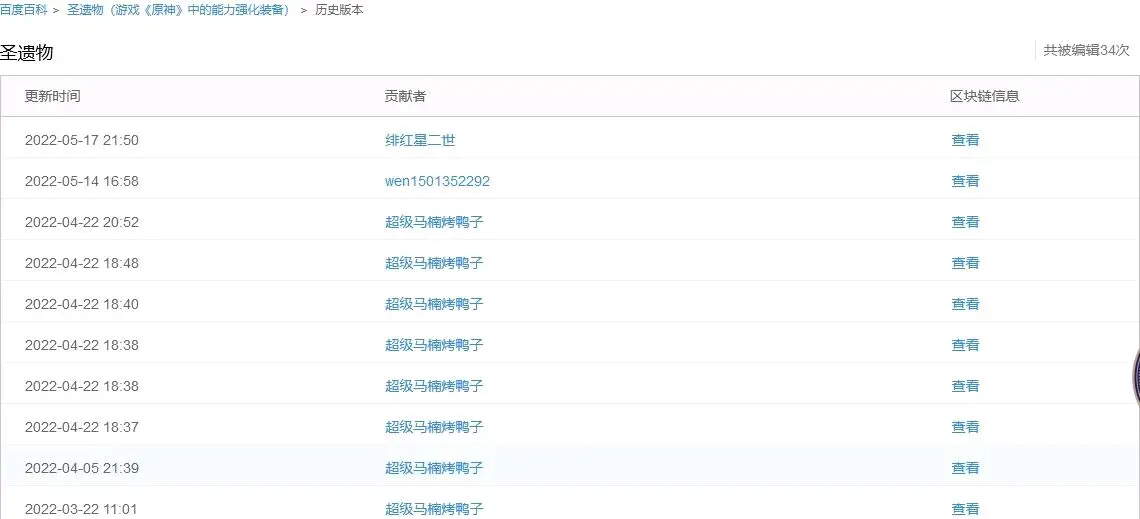 百度百科 > 圣遗物（游戏《原神》中的能力强化装备） > 历史版本
圣遗物 共被编辑34次
更新时间 贡献者 区块链信息
2022-05-17 21:50 绯红星二世 查看
2022-05-14 16:58 wen1501352292 查看
2022-04-22 20:52 超级马楠烤鸭子 查看
2022-04-22 18:48 超级马楠烤鸭子 查看
2022-04-22 18:40 超级马楠烤鸭子 查看
2022-04-22 18:38 超级马楠烤鸭子 查看
2022-04-22 18:38 超级马楠烤鸭子 查看
2022-04-22 18:37 超级马楠烤鸭子 查看
2022-04-05 21:39 超级马楠烤鸭子 查看
2022-03-22 11:01 超级马楠烤鸭子 查看